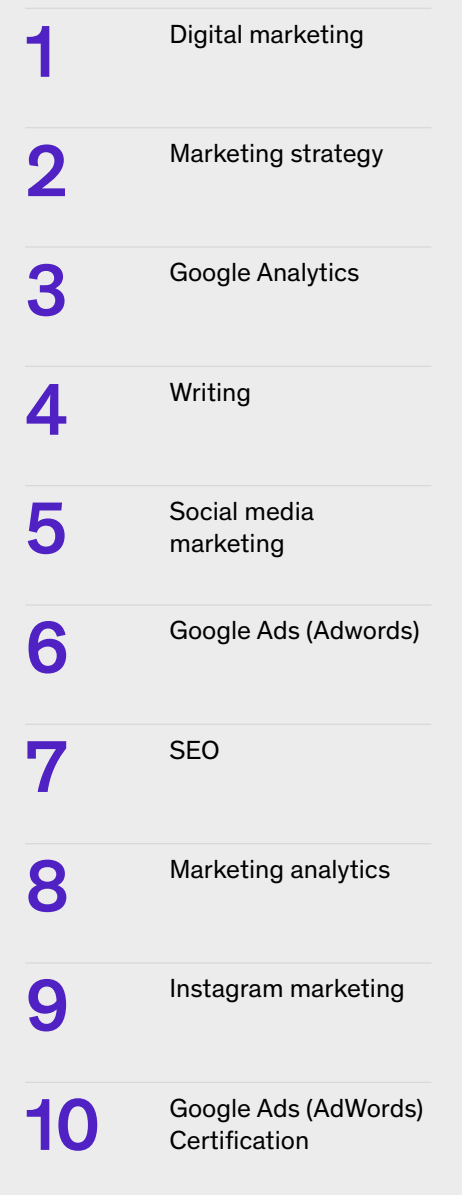 1
Digital marketing
2
Marketing strategy
3
Google Analytics
4
Writing
5
Social media
marketing
6
Google Ads (Adwords)
7
SEO
8
Marketing analytics
9
Instagram marketing
10
Google Ads (AdWords)
Certification